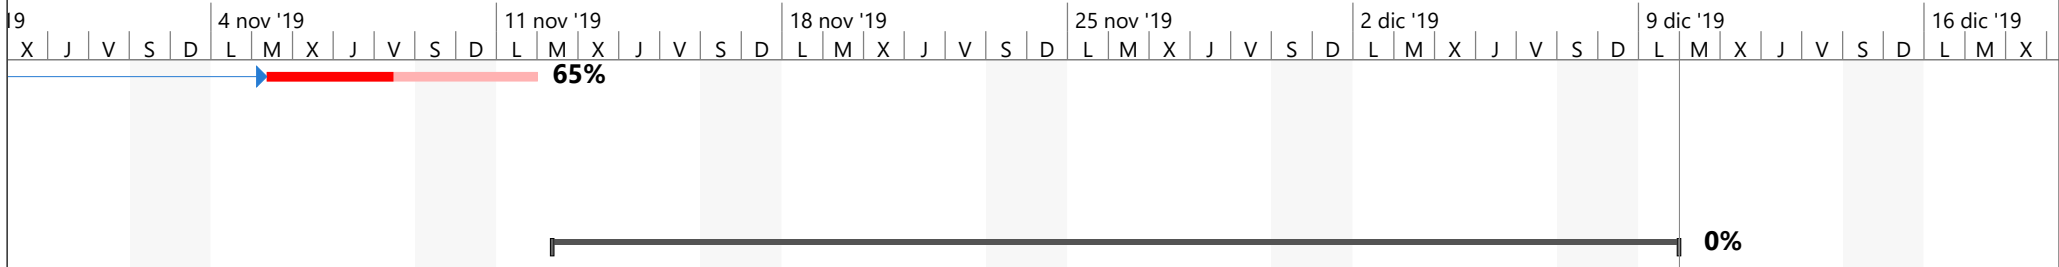 19 4 nov '19 11 nov '19 18 nov '19 25 nov '19 2 dic '19 9 dic '19 16 dic '19
X J V S D L M X J V S D L M X J V S D L M X J V S D L M X J V S D L M X J V S D L M X J V S D L M X
65%
0%